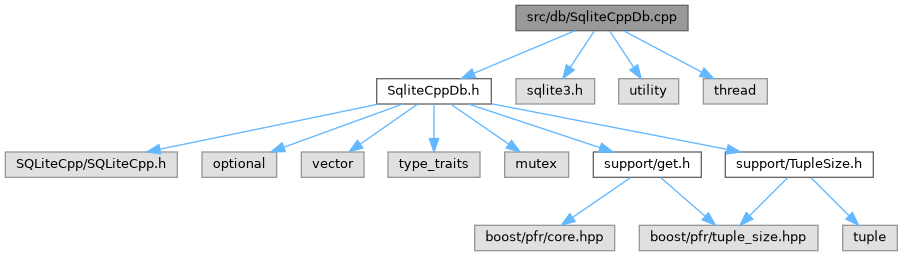 src/db/SqliteCppDb.cpp
SqliteCppDb.h
sqlite3.h
utility
thread
SQLiteCpp/SQLiteCpp.h
optional
vector
type_traits
mutex
support/get.h
support/TupleSize.h
boost/pfr/core.hpp
boost/pfr/tuple_size.hpp
tuple